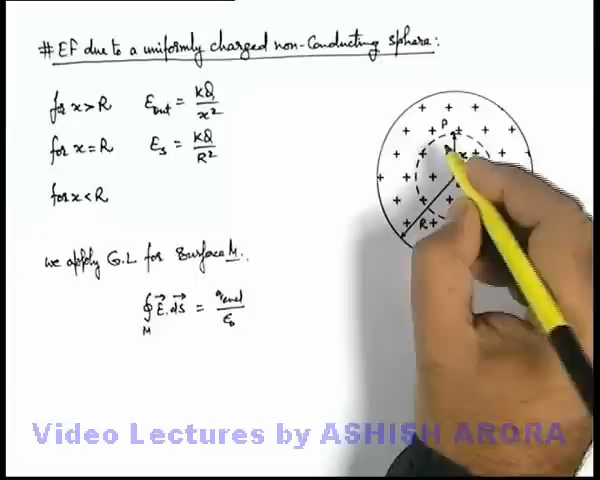 # EF due to a uniformly charged non-Conducting sphere:
for x > R E_out = KQ/x²
for x = R E_s = KQ/R²
for x < R
we apply G.L for surface M.
∮_M E⃗.ds⃗ = q_encl/ε₀
P
x
R
Video Lectures by ASHISH ARORA